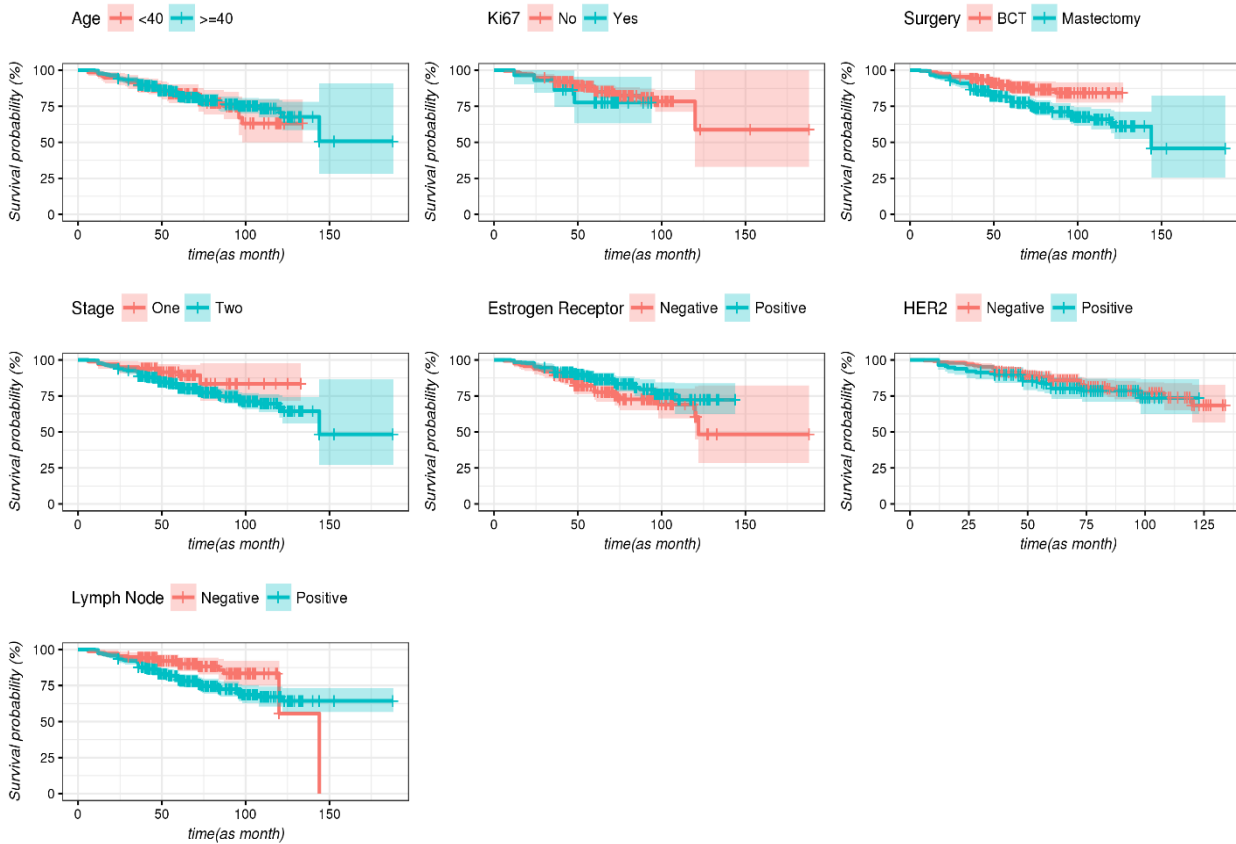 Age <40 >=40
Survival probability (%)
100
75
50
25
0
0 50 100 150
time(as month)
Ki67 No Yes
Survival probability (%)
100
75
50
25
0
0 50 100 150
time(as month)
Surgery BCT Mastectomy
Survival probability (%)
100
75
50
25
0
0 50 100 150
time(as month)
Stage One Two
Survival probability (%)
100
75
50
25
0
0 50 100 150
time(as month)
Estrogen Receptor Negative Positive
Survival probability (%)
100
75
50
25
0
0 50 100 150
time(as month)
HER2 Negative Positive
Survival probability (%)
100
75
50
25
0
0 25 50 75 100 125
time(as month)
Lymph Node Negative Positive
Survival probability (%)
100
75
50
25
0
0 50 100 150
time(as month)